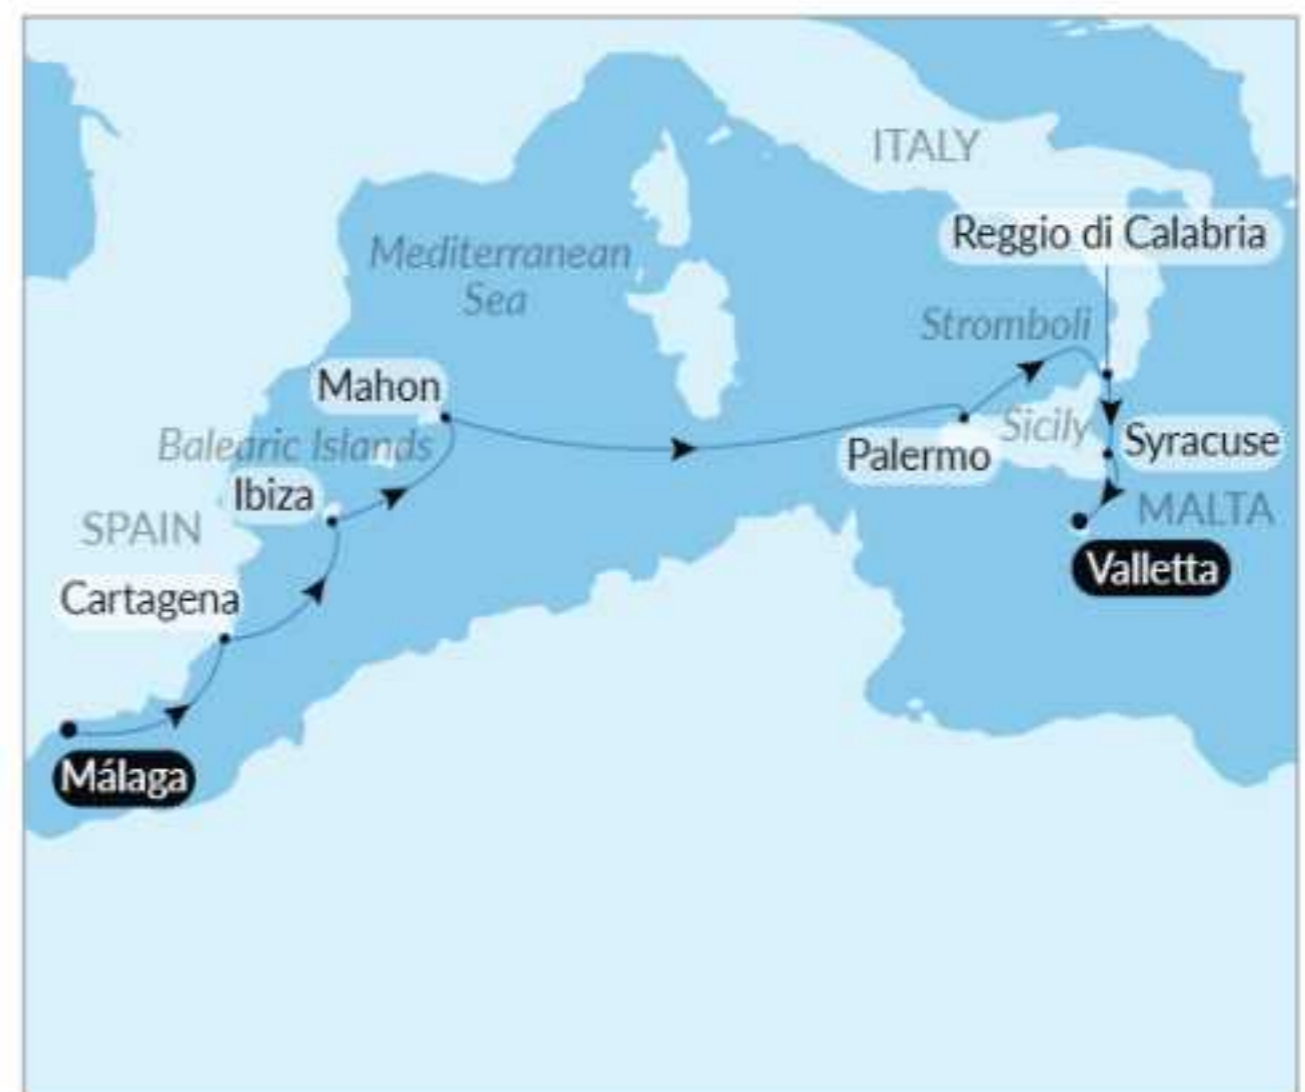 ITALY
Reggio di Calabria
Mediterranean
Sea
Stromboli
Mahon
Balearic Islands
Sicily
Syracuse
Palermo
Ibiza
SPAIN
MALTA
Cartagena
Valletta
Málaga